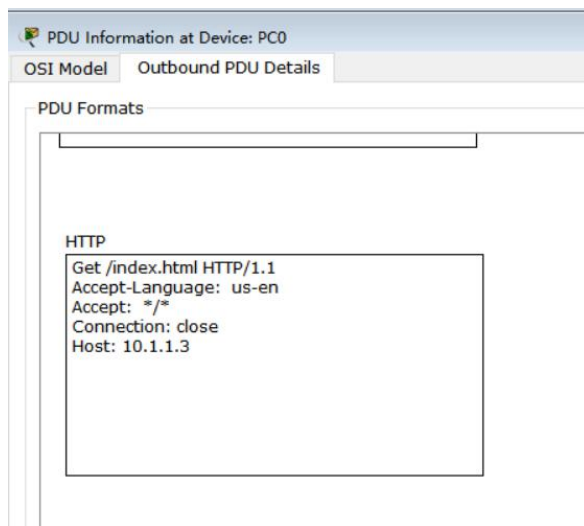 PDU Information at Device: PC0
OSI Model Outbound PDU Details
PDU Formats
HTTP
Get /index.html HTTP/1.1
Accept-Language: us-en
Accept: */*
Connection: close
Host: 10.1.1.3